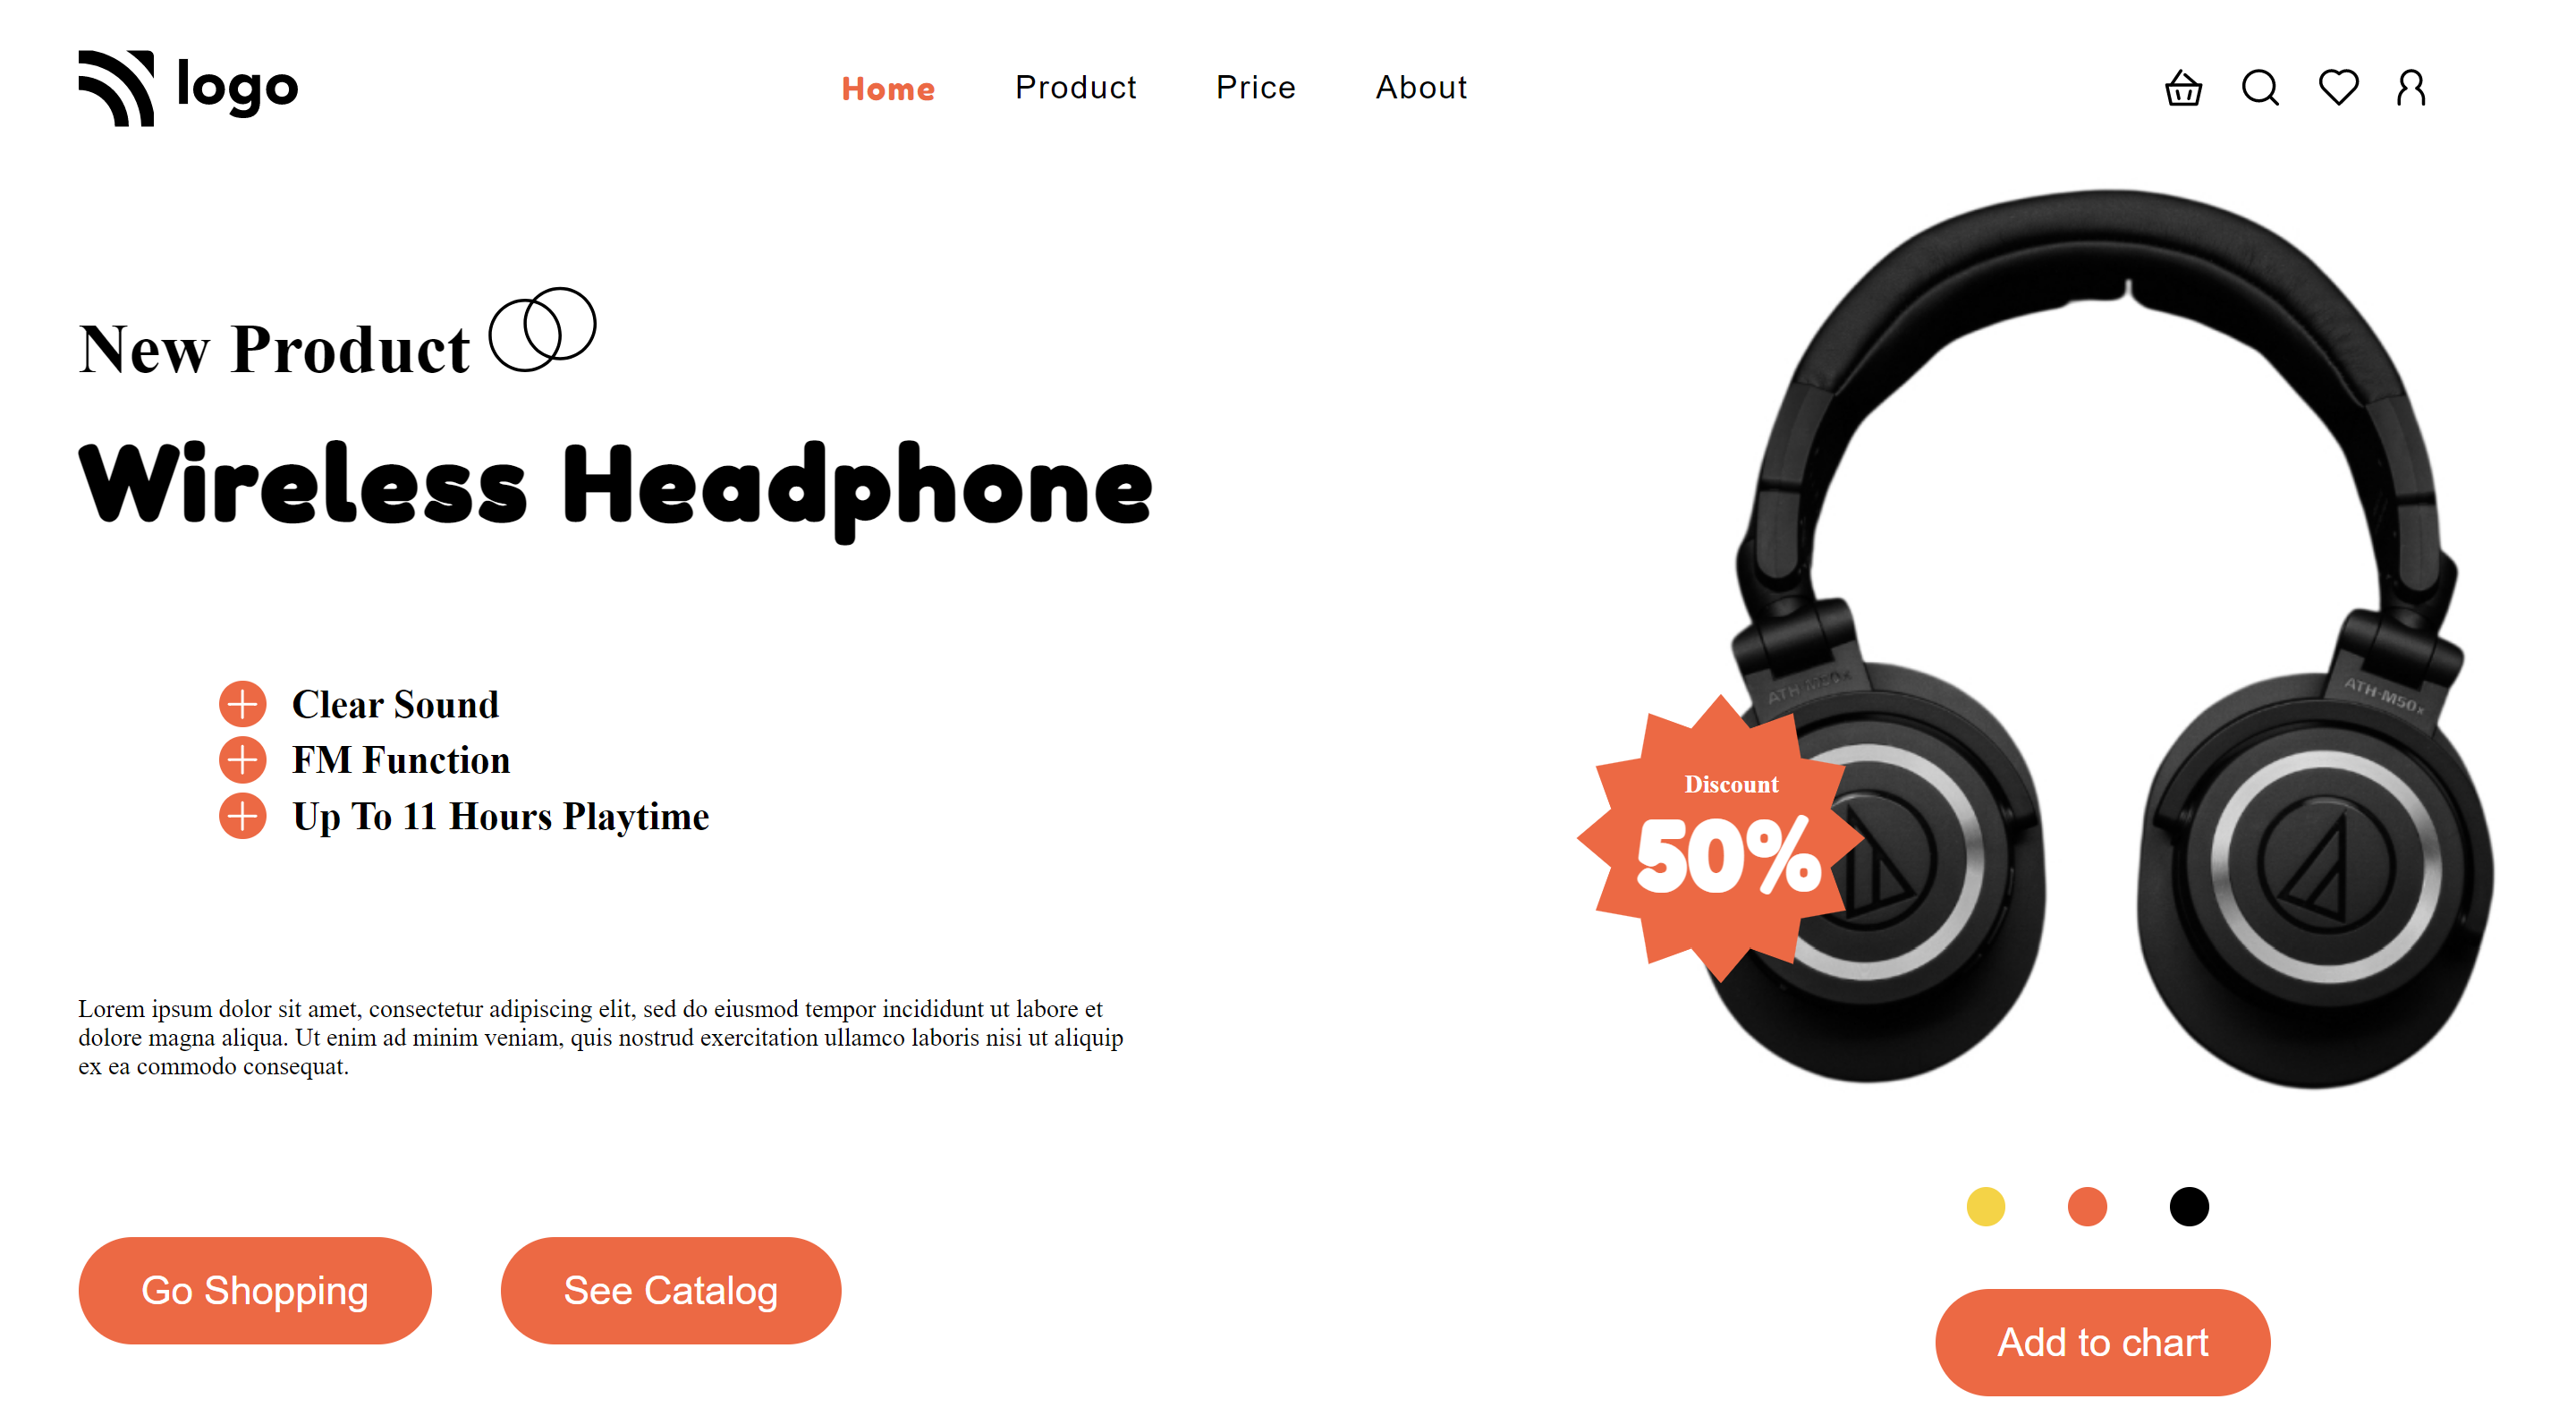 logo
Home Product Price About
New Product
Wireless Headphone
Clear Sound
FM Function
Up To 11 Hours Playtime
ATH-M50x
ATH-M50x
Discount
50%
Lorem ipsum dolor sit amet, consectetur adipiscing elit, sed do eiusmod tempor incididunt ut labore et
dolore magna aliqua. Ut enim ad minim veniam, quis nostrud exercitation ullamco laboris nisi ut aliquip
ex ea commodo consequat.
Go Shopping
See Catalog
Add to chart